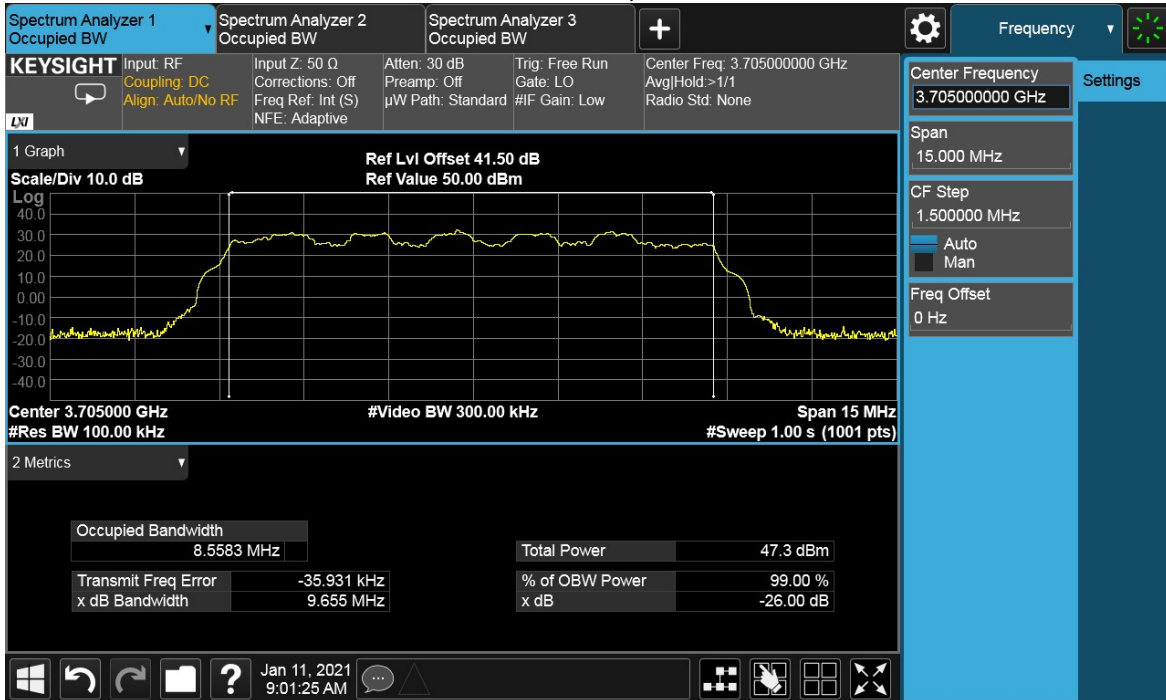 Spectrum Analyzer 1
Occupied BW
Spectrum Analyzer 2
Occupied BW
Spectrum Analyzer 3
Occupied BW
Frequency
KEYSIGHT
LXI
Input: RF
Coupling: DC
Align: Auto/No RF
Input Z: 50 Ω
Corrections: Off
Freq Ref: Int (S)
NFE: Adaptive
Atten: 30 dB
Preamp: Off
µW Path: Standard
Trig: Free Run
Gate: LO
#IF Gain: Low
Center Freq: 3.705000000 GHz
Avg|Hold:>1/1
Radio Std: None
Center Frequency
3.705000000 GHz
Settings
Span
15.000 MHz
CF Step
1.500000 MHz
Auto
Man
Freq Offset
0 Hz
1 Graph
Scale/Div 10.0 dB
Ref Lvl Offset 41.50 dB
Ref Value 50.00 dBm
Log
40.0
30.0
20.0
10.0
0.00
-10.0
-20.0
-30.0
-40.0
Center 3.705000 GHz
#Video BW 300.00 kHz
Span 15 MHz
#Res BW 100.00 kHz
#Sweep 1.00 s (1001 pts)
2 Metrics
Occupied Bandwidth
8.5583 MHz
Total Power 47.3 dBm
Transmit Freq Error -35.931 kHz
% of OBW Power 99.00 %
x dB Bandwidth 9.655 MHz
x dB -26.00 dB
?
Jan 11, 2021
9:01:25 AM